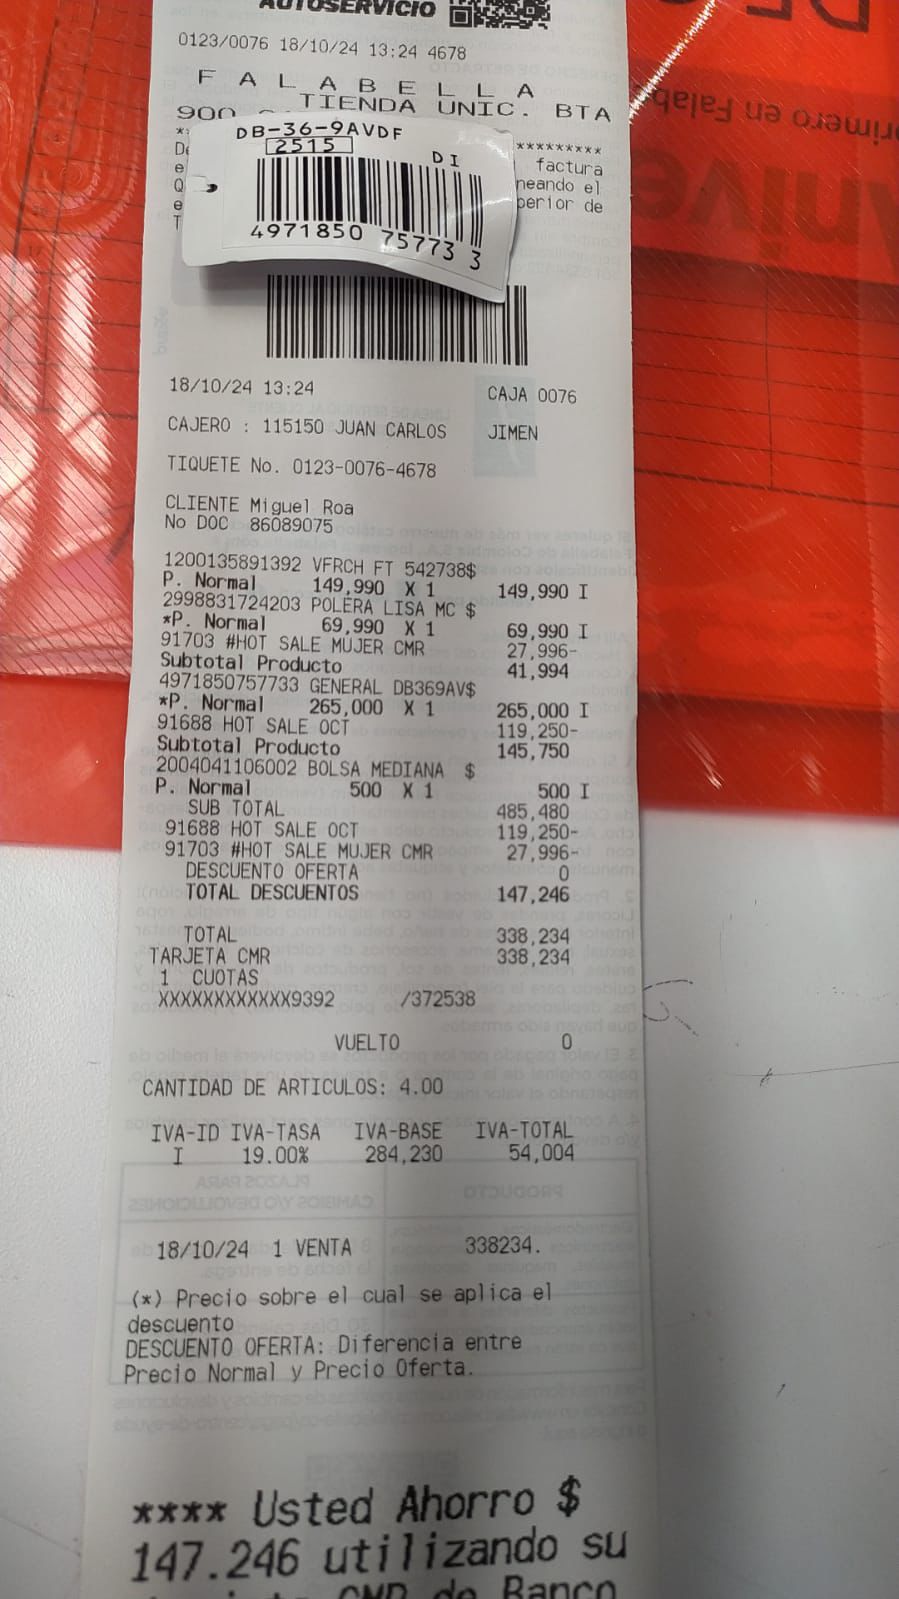 AUTOSERVICIO
0123/0076 18/10/24 13:24 4678
F A L A B E L L A
TIENDA UNIC. BTA
900
DB-36-9AVDF
2515
DI
4971850 75773 3
*********
factura
neando el
perior de
18/10/24 13:24 CAJA 0076
CAJERO : 115150 JUAN CARLOS JIMEN
TIQUETE No. 0123-0076-4678
CLIENTE Miguel Roa
No DOC 86089075
1200135891392 VFRCH FT 542738$
P. Normal 149,990 X 1 149,990 I
2998831724203 POLERA LISA MC $
*P. Normal 69,990 X 1 69,990 I
91703 #HOT SALE MUJER CMR 27,996-
Subtotal Producto 41,994
4971850757733 GENERAL DB369AV$
*P. Normal 265,000 X 1 265,000 I
91688 HOT SALE OCT 119,250-
Subtotal Producto 145,750
2004041106002 BOLSA MEDIANA $
P. Normal 500 X 1 500 I
SUB TOTAL 485,480
91688 HOT SALE OCT 119,250-
91703 #HOT SALE MUJER CMR 27,996-
DESCUENTO OFERTA 0
TOTAL DESCUENTOS 147,246
TOTAL 338,234
TARJETA CMR 338,234
1 CUOTAS
XXXXXXXXXXXX9392 /372538
VUELTO 0
CANTIDAD DE ARTICULOS: 4.00
IVA-ID IVA-TASA IVA-BASE IVA-TOTAL
I 19.00% 284,230 54,004
18/10/24 1 VENTA 338234.
(*) Precio sobre el cual se aplica el
descuento
DESCUENTO OFERTA: Diferencia entre
Precio Normal y Precio Oferta.
**** Usted Ahorro $
147.246 utilizando su
CMR de Banco